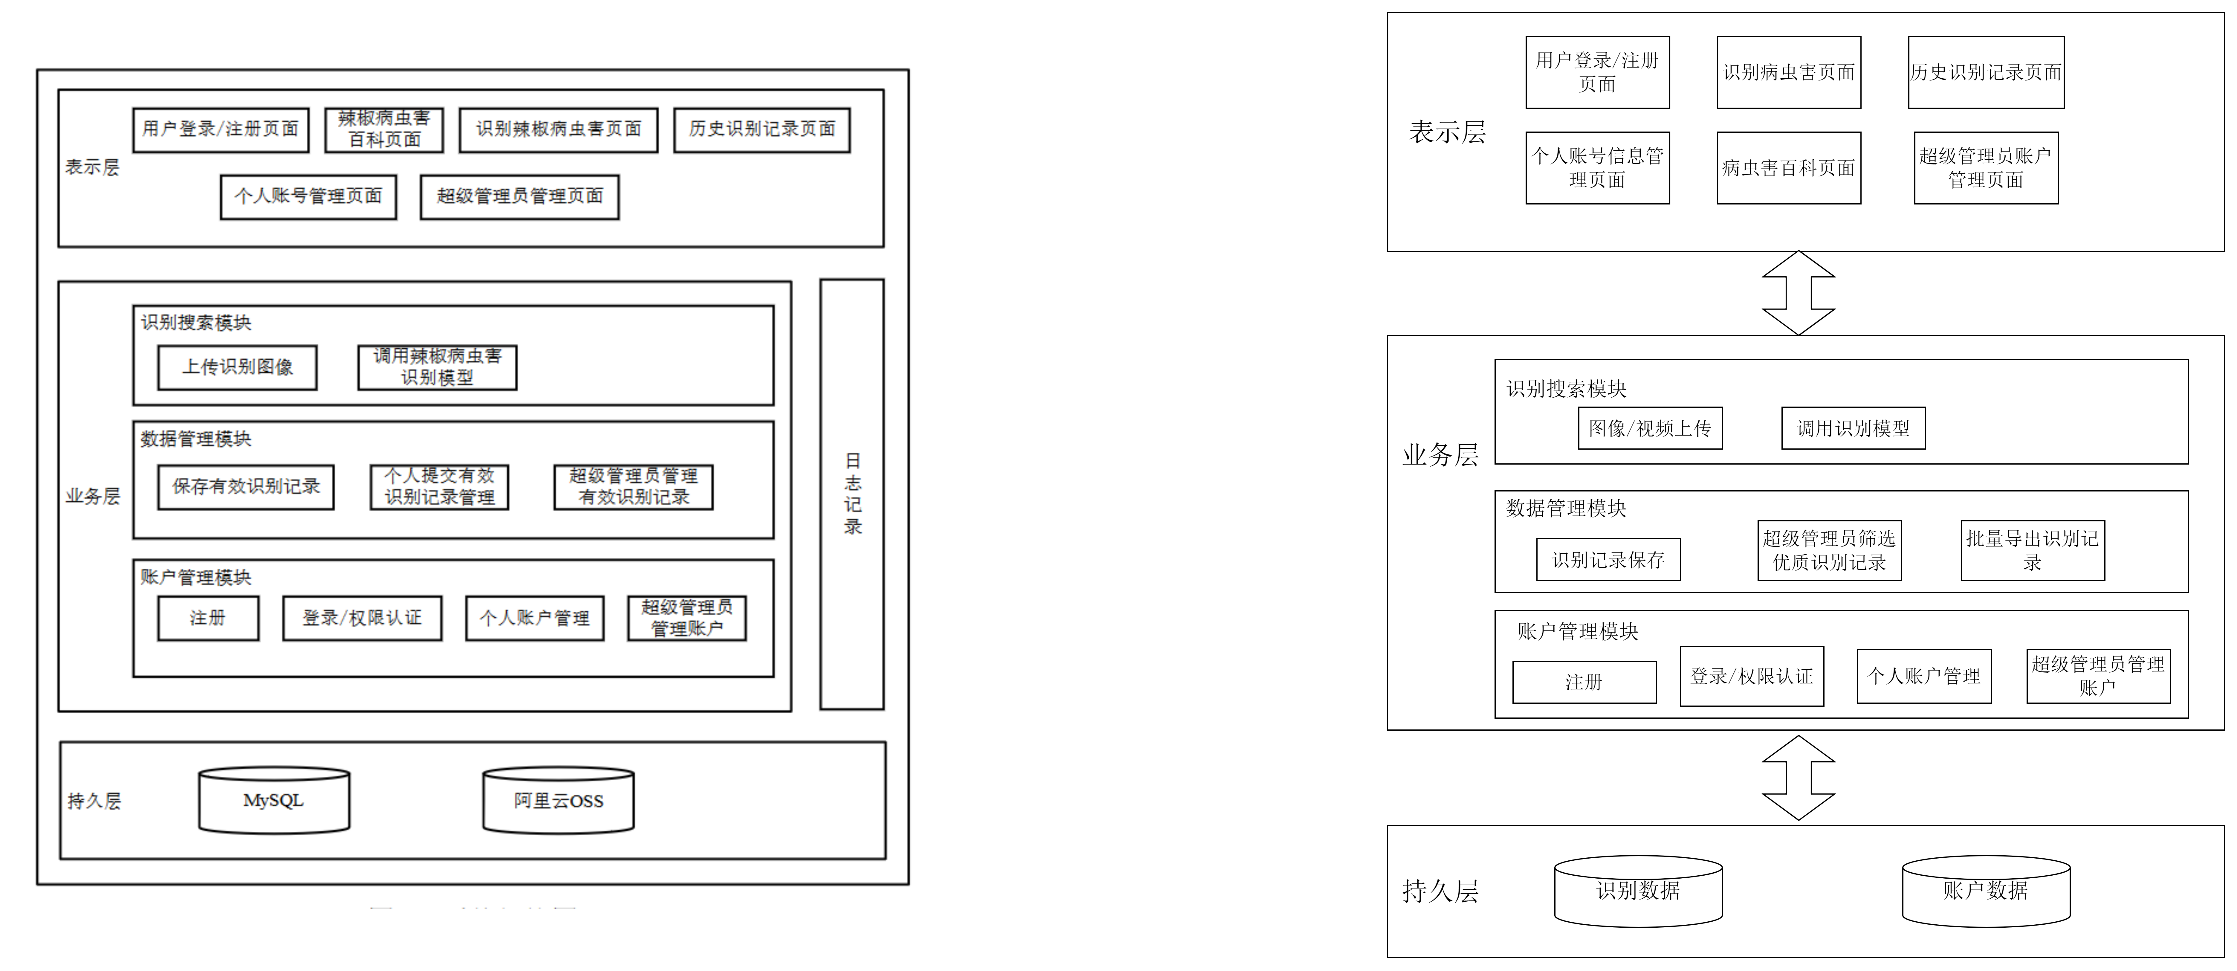 用户登录/注册页面
辣椒病虫害
百科页面
识别辣椒病虫害页面
历史识别记录页面
表示层
个人账号管理页面
超级管理员管理页面
识别搜索模块
上传识别图像
调用辣椒病虫害
识别模型
数据管理模块
业务层
保存有效识别记录
个人提交有效
识别记录管理
超级管理员管理
有效识别记录
账户管理模块
注册
登录/权限认证
个人账户管理
超级管理员
管理账户
日
志
记
录
持久层
MySQL
阿里云OSS
用户登录/注册
页面
识别病虫害页面
历史识别记录页面
表示层
个人账号信息管
理页面
病虫害百科页面
超级管理员账户
管理页面
识别搜索模块
图像/视频上传
调用识别模型
业务层
数据管理模块
识别记录保存
超级管理员筛选
优质识别记录
批量导出识别记
录
账户管理模块
注册
登录/权限认证
个人账户管理
超级管理员管理
账户
持久层
识别数据
账户数据